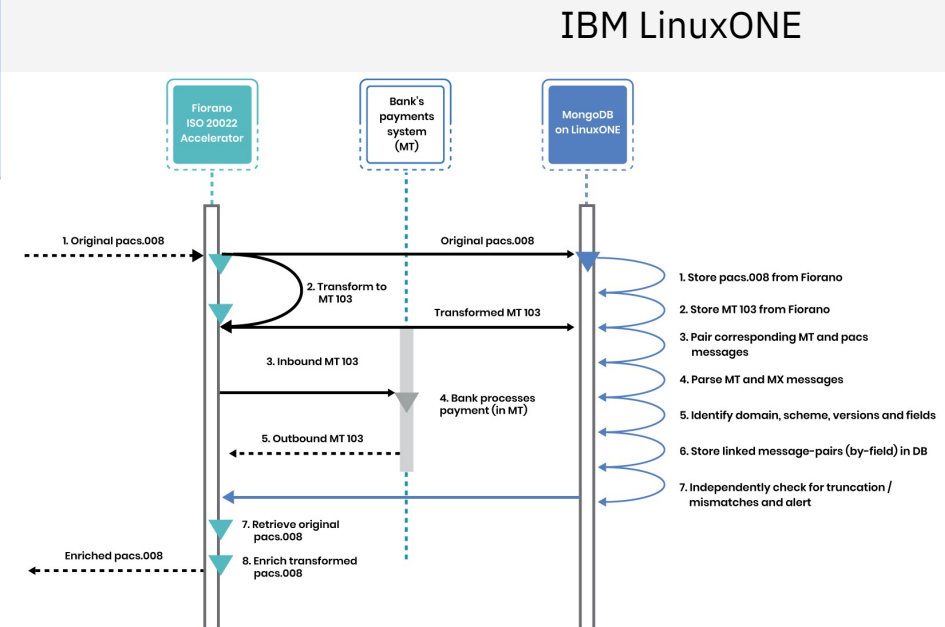 IBM LinuxONE
Fiorano
ISO 20022
Accelerator
Bank's
payments
system
(MT)
MongoDB
on LinuxONE
1. Original pacs.008
Original pacs.008
2. Transform to
MT 103
Transformed MT 103
3. Inbound MT 103
4. Bank processes
payment (in MT)
5. Outbound MT 103
7. Retrieve original
pacs.008
8. Enrich transformed
pacs.008
Enriched pacs.008
1. Store pacs.008 from Fiorano
2. Store MT 103 from Fiorano
3. Pair corresponding MT and pacs
messages
4. Parse MT and MX messages
5. Identify domain, scheme, versions and fields
6. Store linked message-pairs (by-field) in DB
7. Independently check for truncation /
mismatches and alert